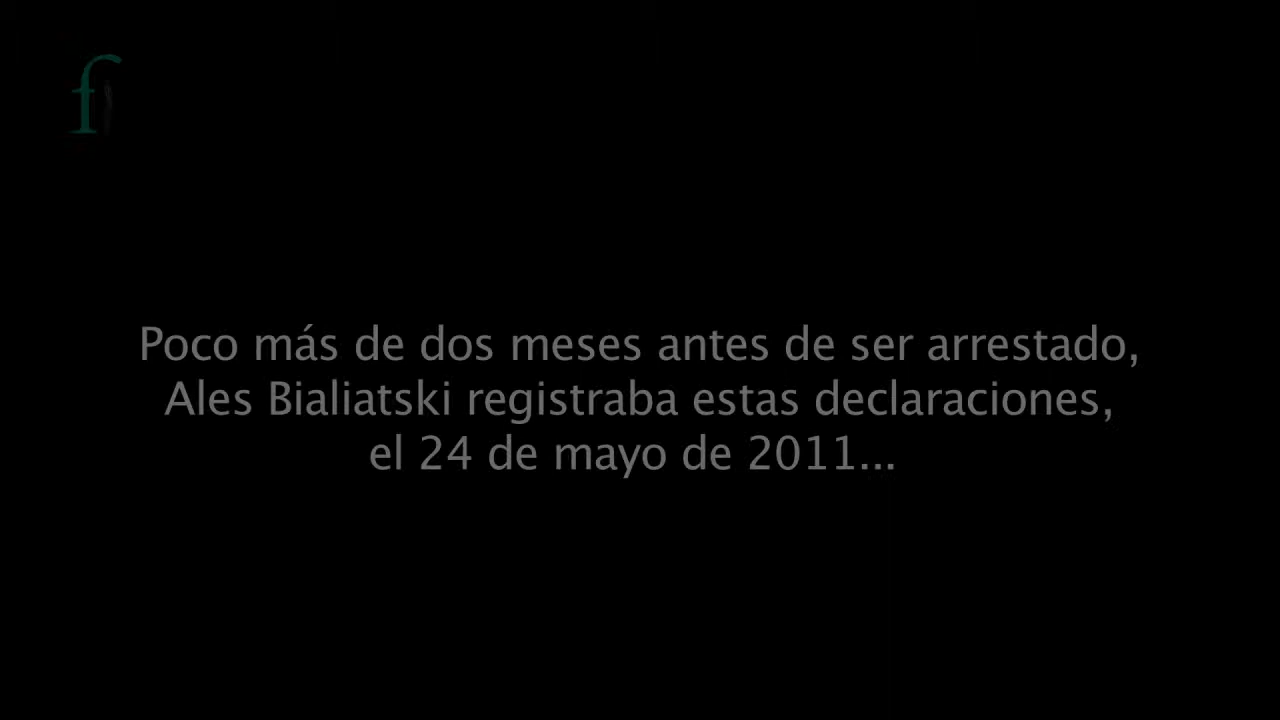 f
Poco más de dos meses antes de ser arrestado,
Ales Bialiatski registraba estas declaraciones,
el 24 de mayo de 2011...